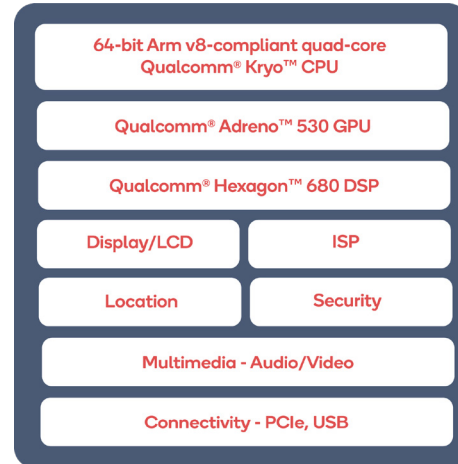 64-bit Arm v8-compliant quad-core
Qualcomm® Kryo™ CPU
Qualcomm® Adreno™ 530 GPU
Qualcomm® Hexagon™ 680 DSP
Display/LCD
ISP
Location
Security
Multimedia - Audio/Video
Connectivity - PCIe, USB